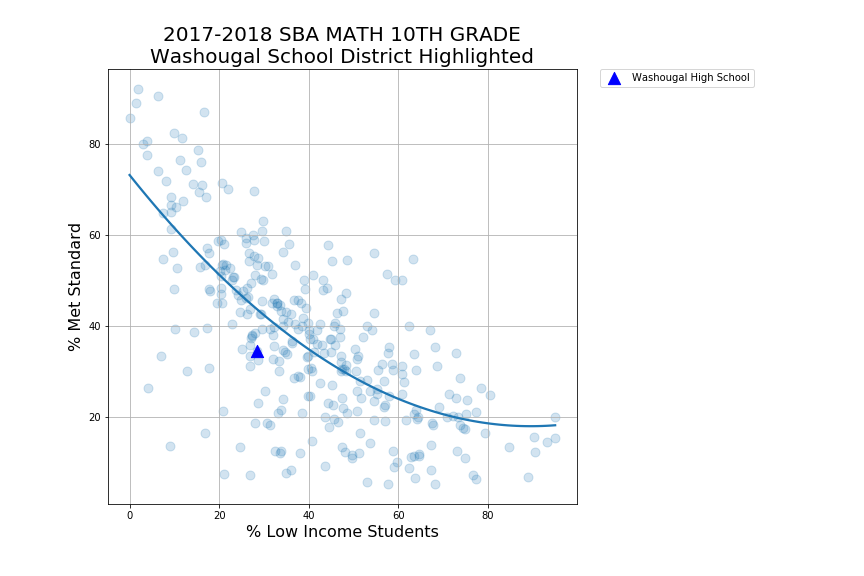 2017-2018 SBA MATH 10TH GRADE
Washougal School District Highlighted
Washougal High School
% Met Standard
80
60
40
20
0
20
40
60
80
% Low Income Students